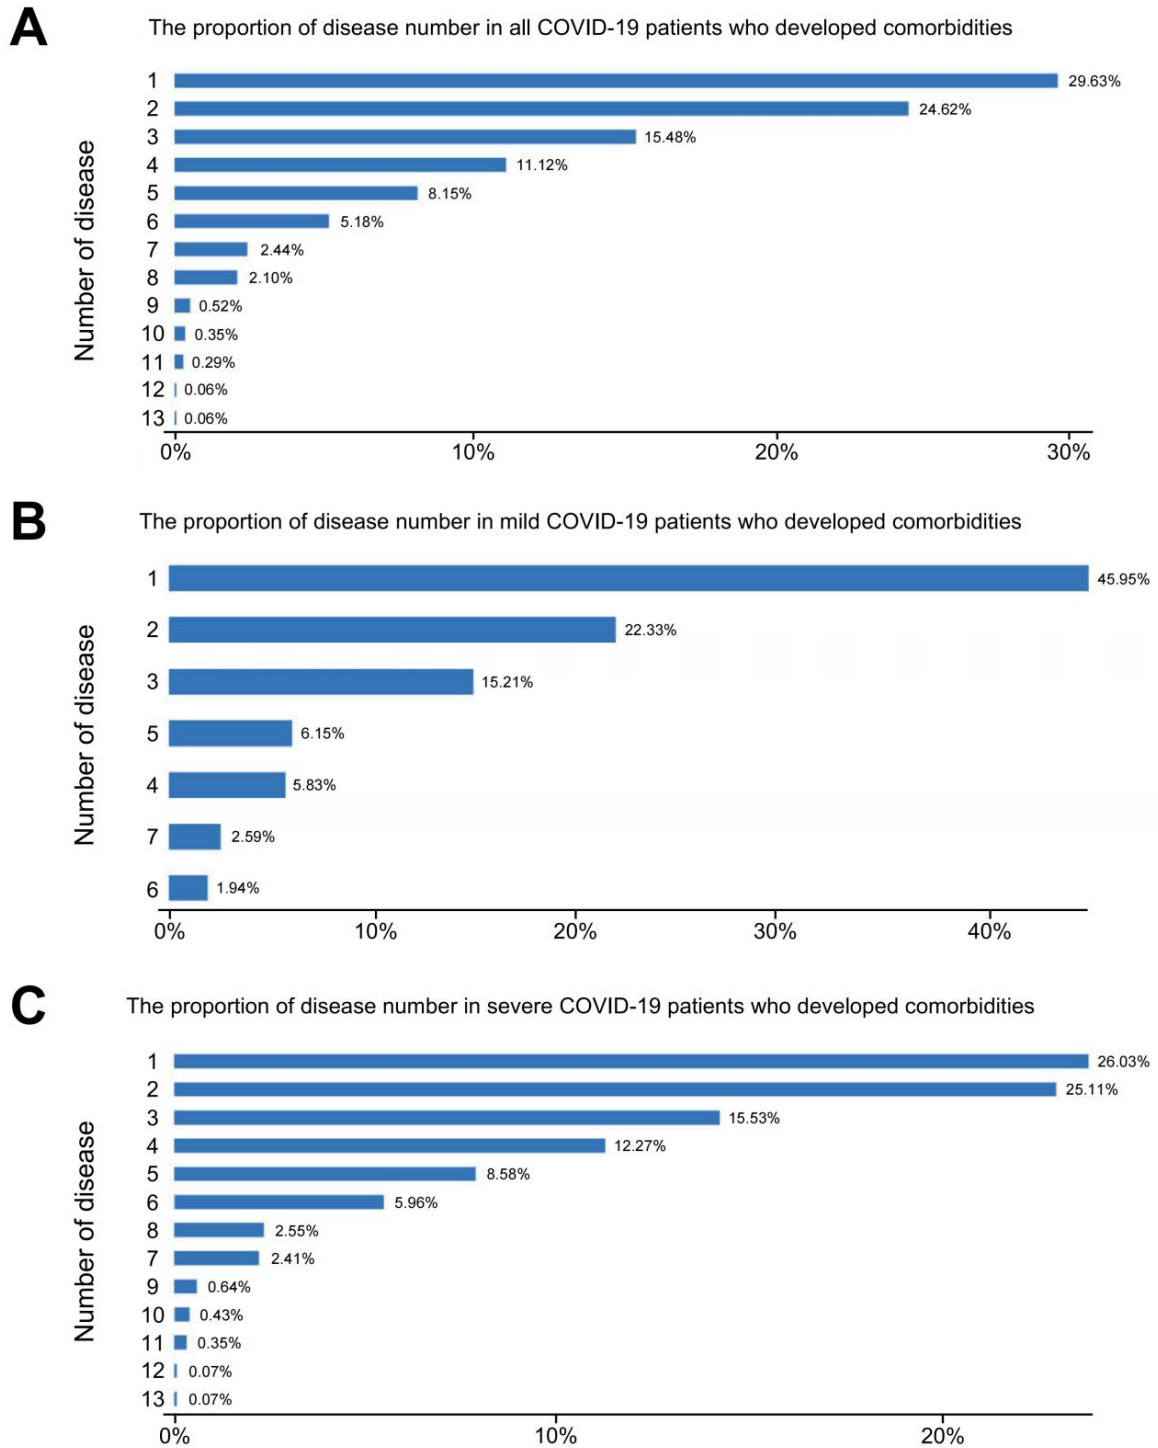 A
The proportion of disease number in all COVID-19 patients who developed comorbidities
Number of disease
1 29.63%
2 24.62%
3 15.48%
4 11.12%
5 8.15%
6 5.18%
7 2.44%
8 2.10%
9 0.52%
10 0.35%
11 0.29%
12 0.06%
13 0.06%
0% 10% 20% 30%
B
The proportion of disease number in mild COVID-19 patients who developed comorbidities
Number of disease
1 45.95%
2 22.33%
3 15.21%
5 6.15%
4 5.83%
7 2.59%
6 1.94%
0% 10% 20% 30% 40%
C
The proportion of disease number in severe COVID-19 patients who developed comorbidities
Number of disease
1 26.03%
2 25.11%
3 15.53%
4 12.27%
5 8.58%
6 5.96%
8 2.55%
7 2.41%
9 0.64%
10 0.43%
11 0.35%
12 0.07%
13 0.07%
0% 10% 20%